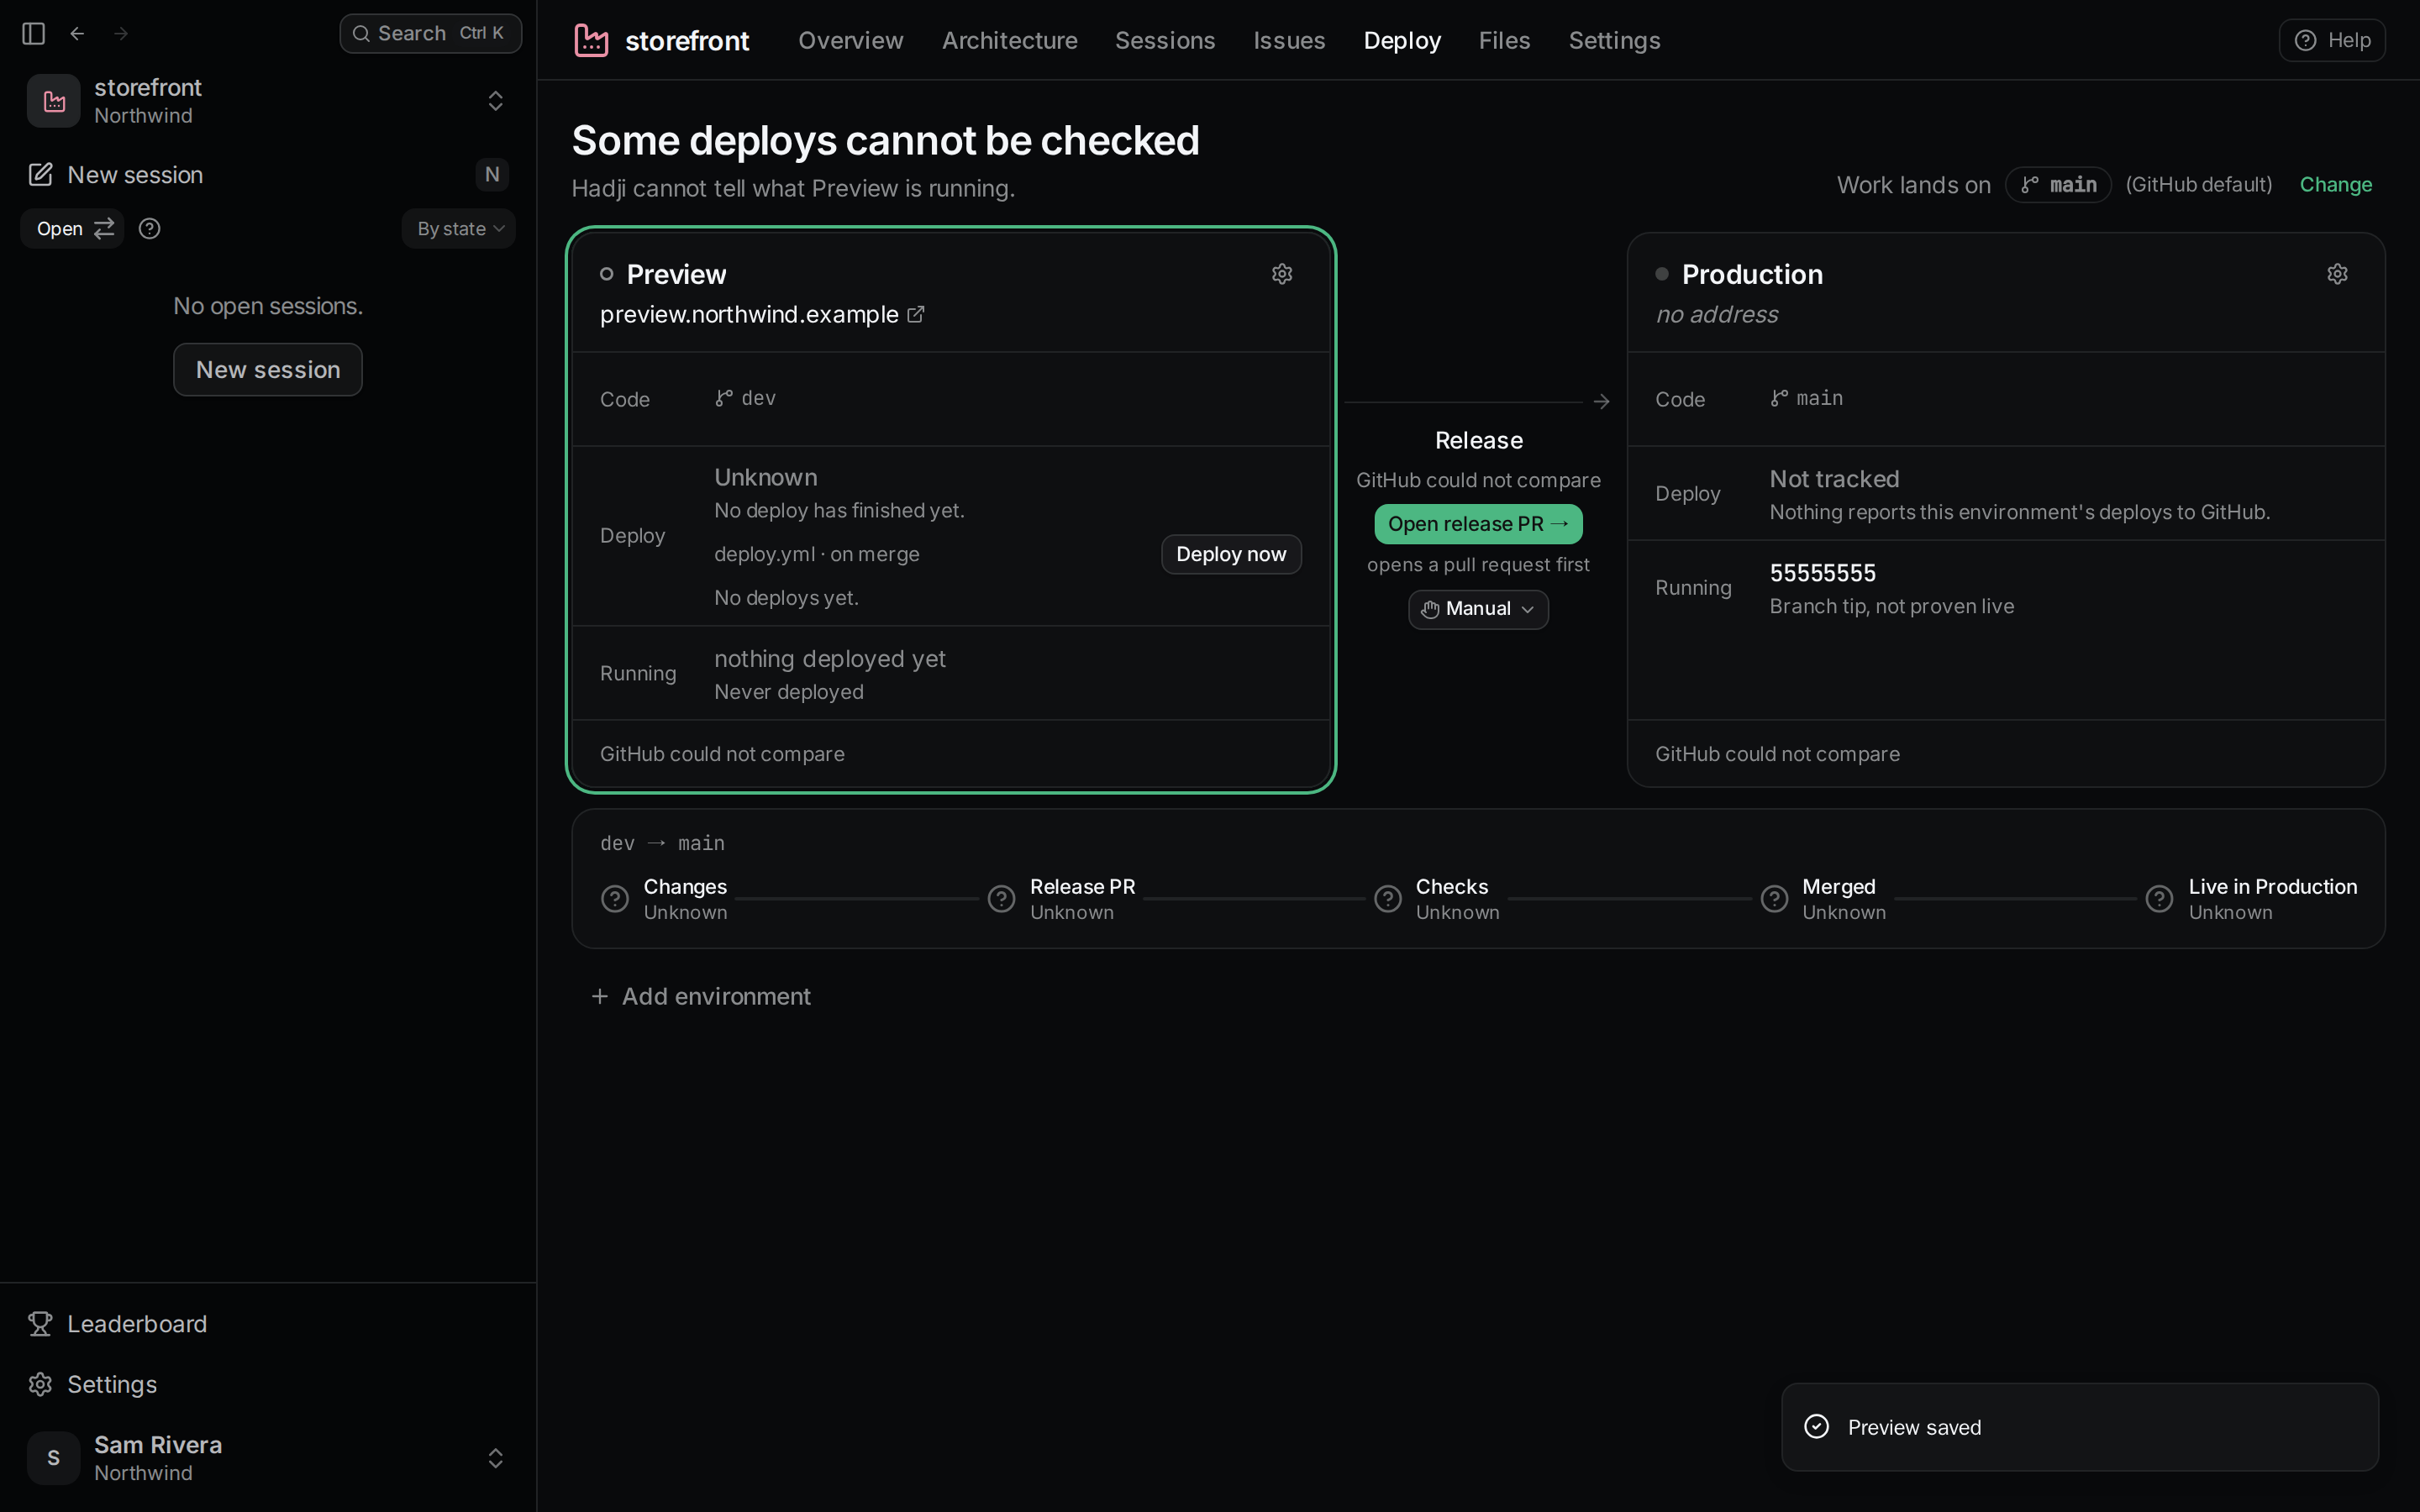 Search Ctrl K
storefront
Northwind
New session N
Open
By state
No open sessions.
New session
Leaderboard
Settings
S
Sam Rivera
Northwind
storefront
Overview
Architecture
Sessions
Issues
Deploy
Files
Settings
Help
Some deploys cannot be checked
Hadji cannot tell what Preview is running.
Work lands on main (GitHub default) Change
Preview
preview.northwind.example
Code dev
Deploy
Unknown
No deploy has finished yet.
deploy.yml · on merge
Deploy now
No deploys yet.
Running
nothing deployed yet
Never deployed
GitHub could not compare
Release
GitHub could not compare
Open release PR →
opens a pull request first
Manual
Production
no address
Code main
Deploy
Not tracked
Nothing reports this environment's deploys to GitHub.
Running
55555555
Branch tip, not proven live
GitHub could not compare
dev → main
Changes
Unknown
Release PR
Unknown
Checks
Unknown
Merged
Unknown
Live in Production
Unknown
Add environment
Preview saved